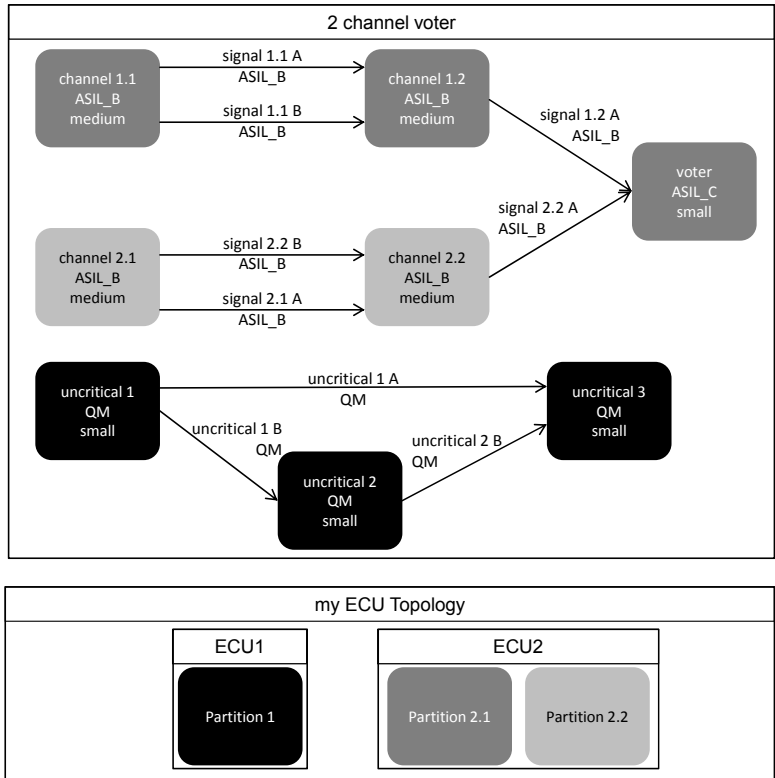 2 channel voter
channel 1.1
ASIL_B
medium
signal 1.1 A
ASIL_B
signal 1.1 B
ASIL_B
channel 1.2
ASIL_B
medium
signal 1.2 A
ASIL_B
voter
ASIL_C
small
channel 2.1
ASIL_B
medium
signal 2.2 B
ASIL_B
signal 2.1 A
ASIL_B
channel 2.2
ASIL_B
medium
signal 2.2 A
ASIL_B
uncritical 1
QM
small
uncritical 1 A
QM
uncritical 1 B
QM
uncritical 2
QM
small
uncritical 2 B
QM
uncritical 3
QM
small
my ECU Topology
ECU1
Partition 1
ECU2
Partition 2.1
Partition 2.2